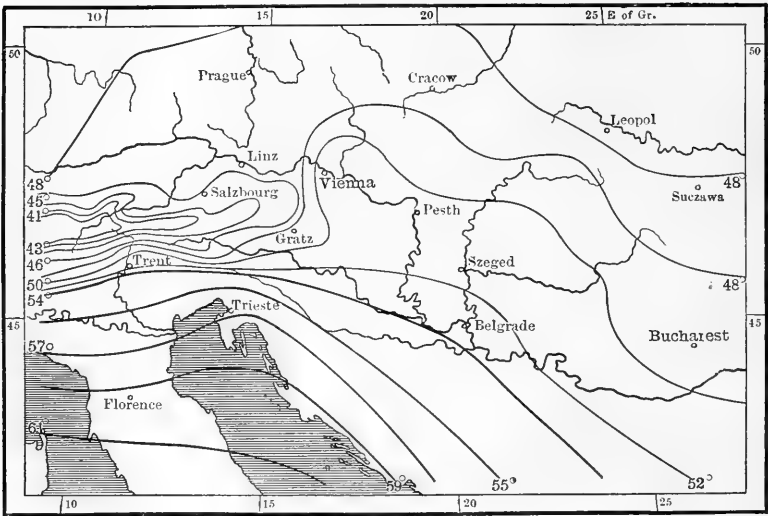 10 15 20 25 E of Gr.
50 50
Prague Cracow
Leopol
Linz
48° Vienna 48°
45 Salzbourg Suczawa
41
Pesth
43 Gratz
46 Trent Szeged
50 48°
54 Trieste
45 Belgrade 45
57° Bucharest
Florence
61
59° 55° 52°
10 15 20 25